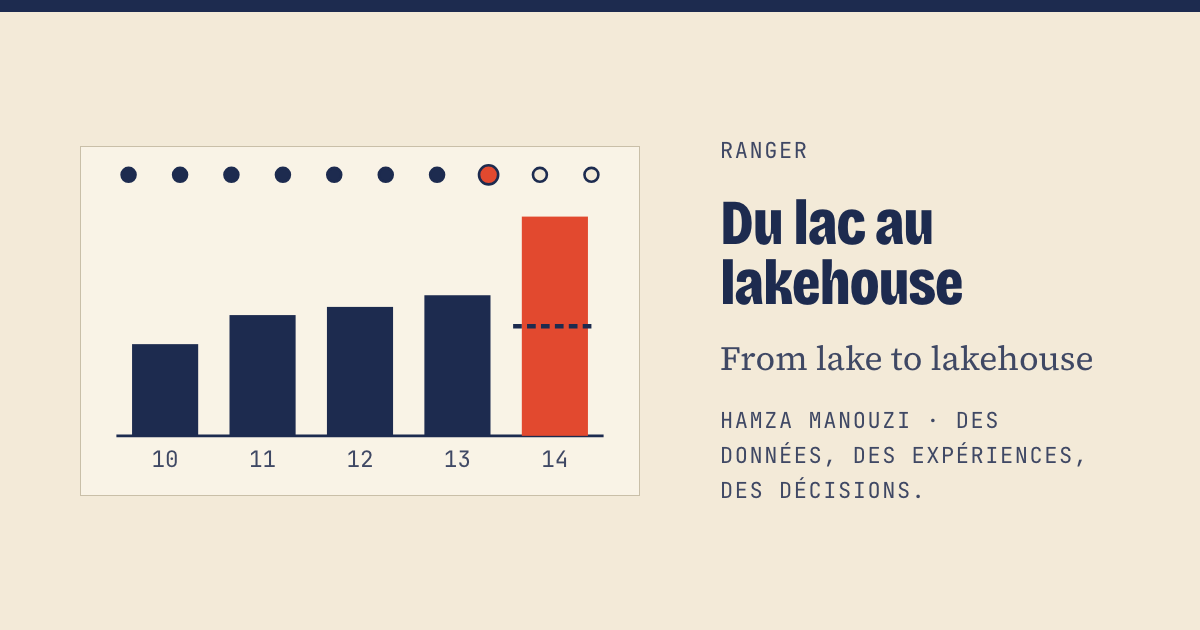 10 11 12 13 14
RANGER
Du lac au
lakehouse
From lake to lakehouse
HAMZA MANOUZI · DES
DONNÉES, DES EXPÉRIENCES,
DES DÉCISIONS.